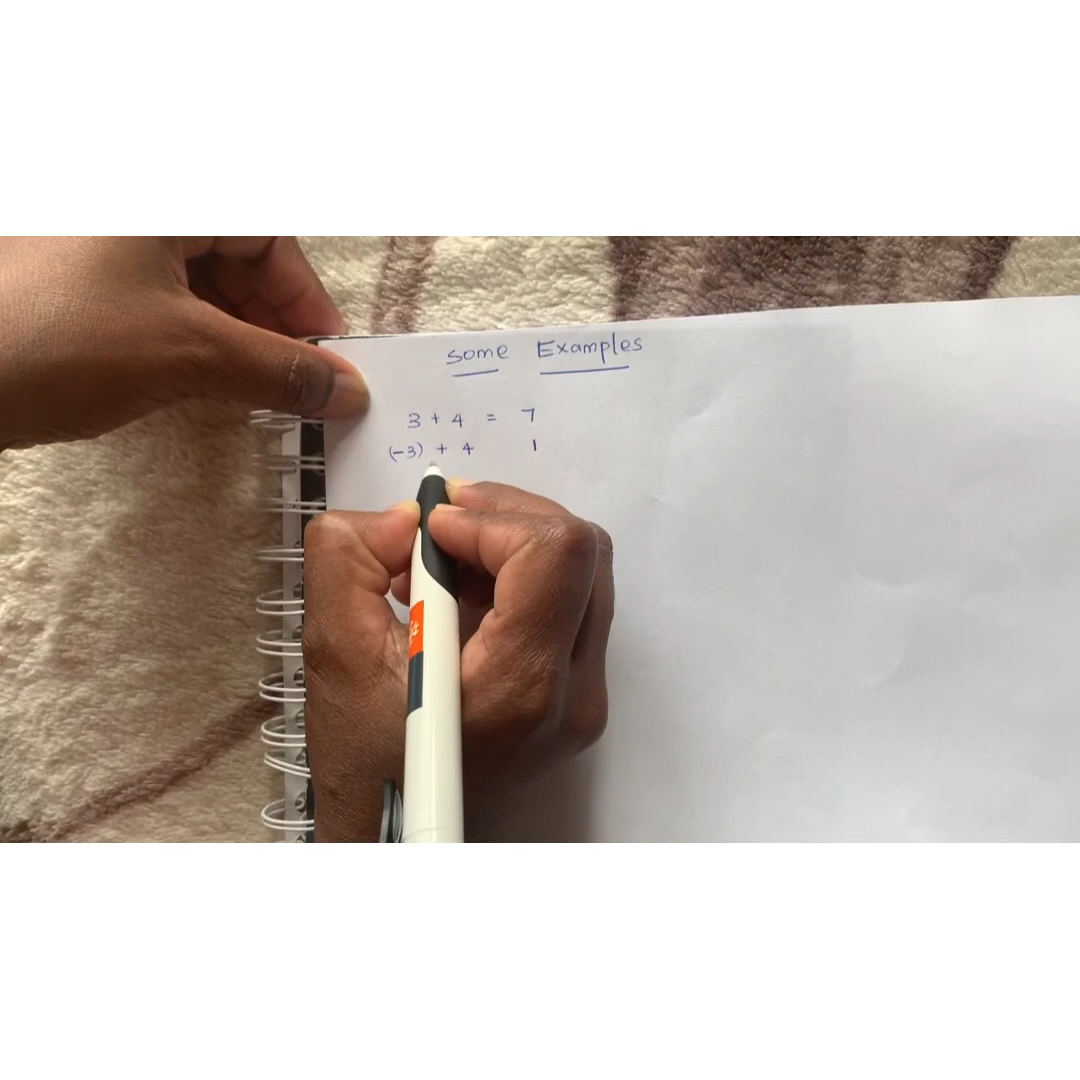 some Examples
3 + 4 = 7
(-3) + 4 1